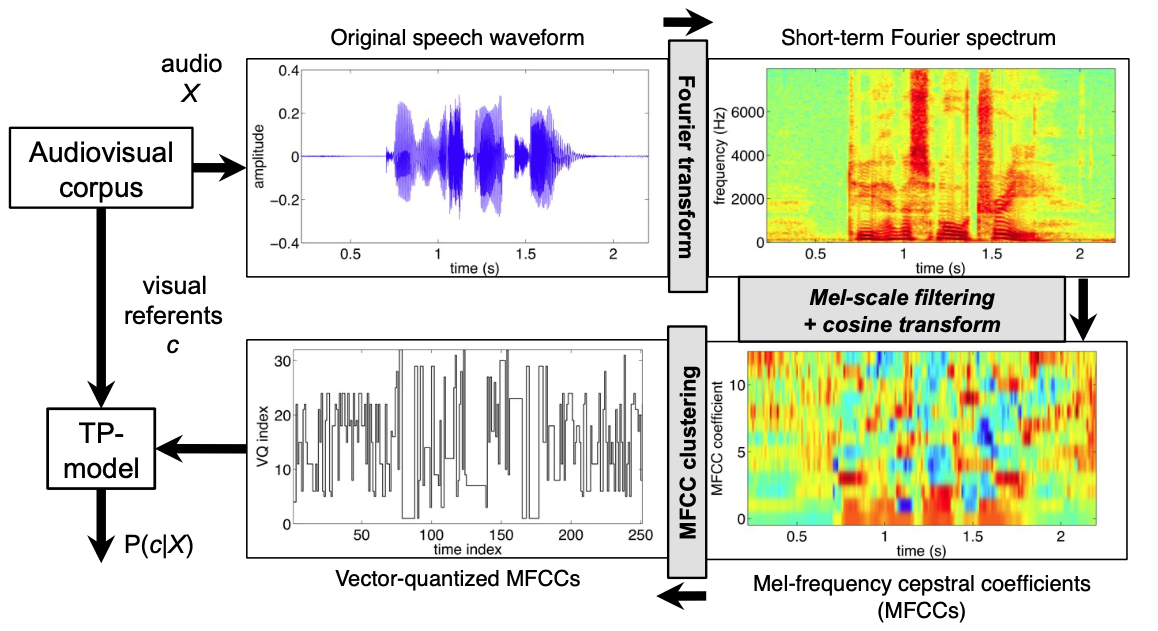 Original speech waveform
Short-term Fourier spectrum
audio
X
Audiovisual
corpus
amplitude
0.4
0.2
0
−0.2
−0.4
0.5
1
1.5
2
time (s)
Fourier transform
frequency (Hz)
6000
4000
2000
0
0.5
1
1.5
2
time (s)
Mel-scale filtering
+ cosine transform
visual
referents
c
TP-
model
P(c|X)
VQ index
30
20
10
0
50
100
150
200
250
time index
Vector-quantized MFCCs
MFCC clustering
MFCC coefficient
10
5
0
0.5
1
1.5
2
time (s)
Mel-frequency cepstral coefficients
(MFCCs)